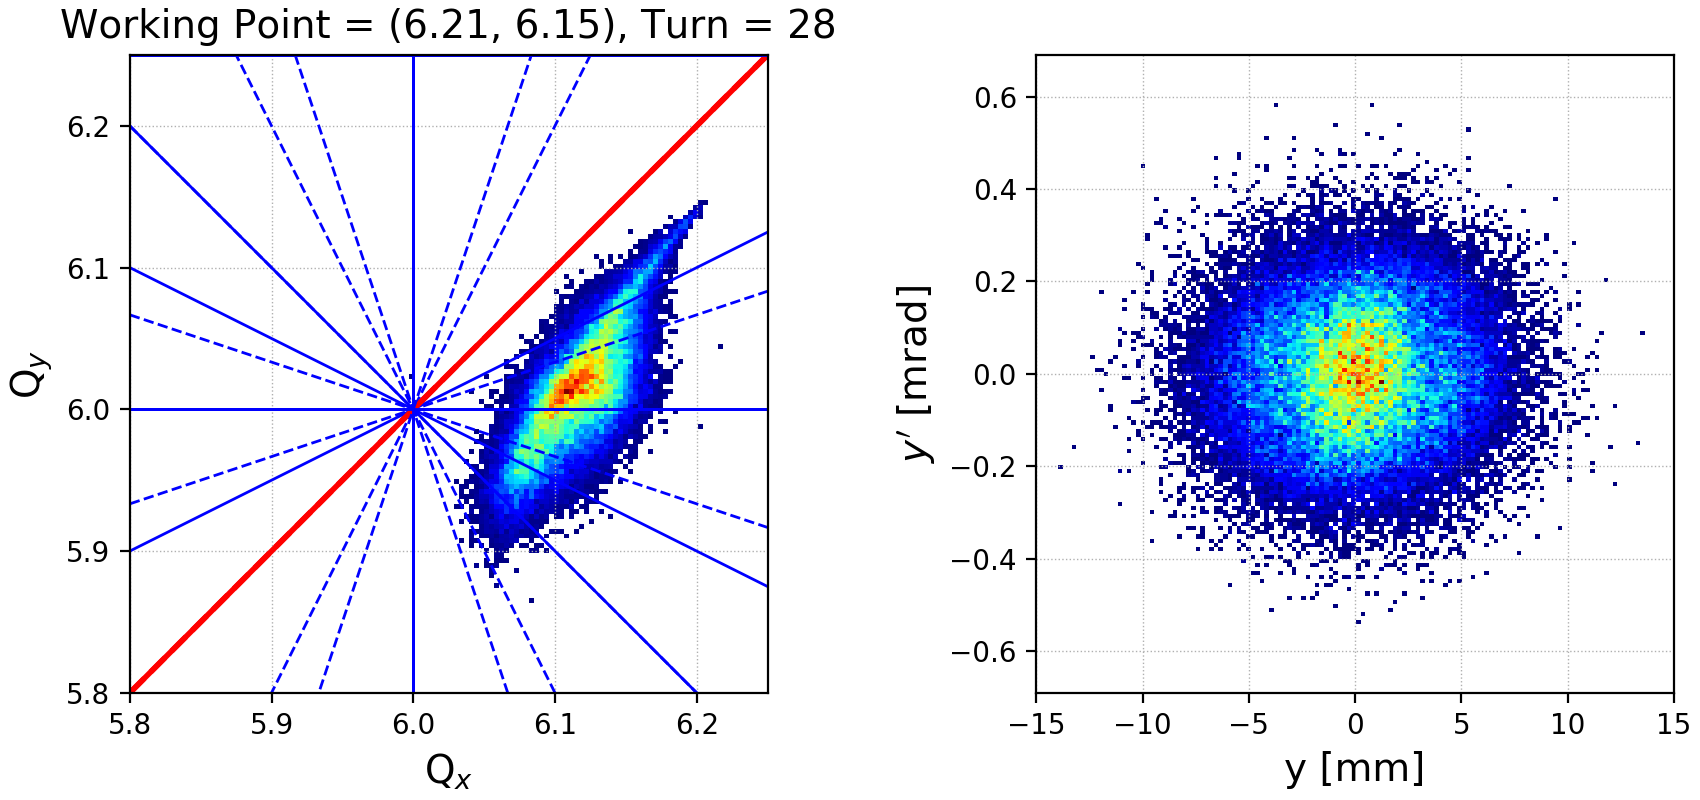 Working Point = (6.21, 6.15), Turn = 28
6.2
6.1
6.0
5.9
5.8
Q_y
5.8 5.9 6.0 6.1 6.2
Q_x
0.6
0.4
0.2
0.0
−0.2
−0.4
−0.6
y′ [mrad]
−15 −10 −5 0 5 10 15
y [mm]